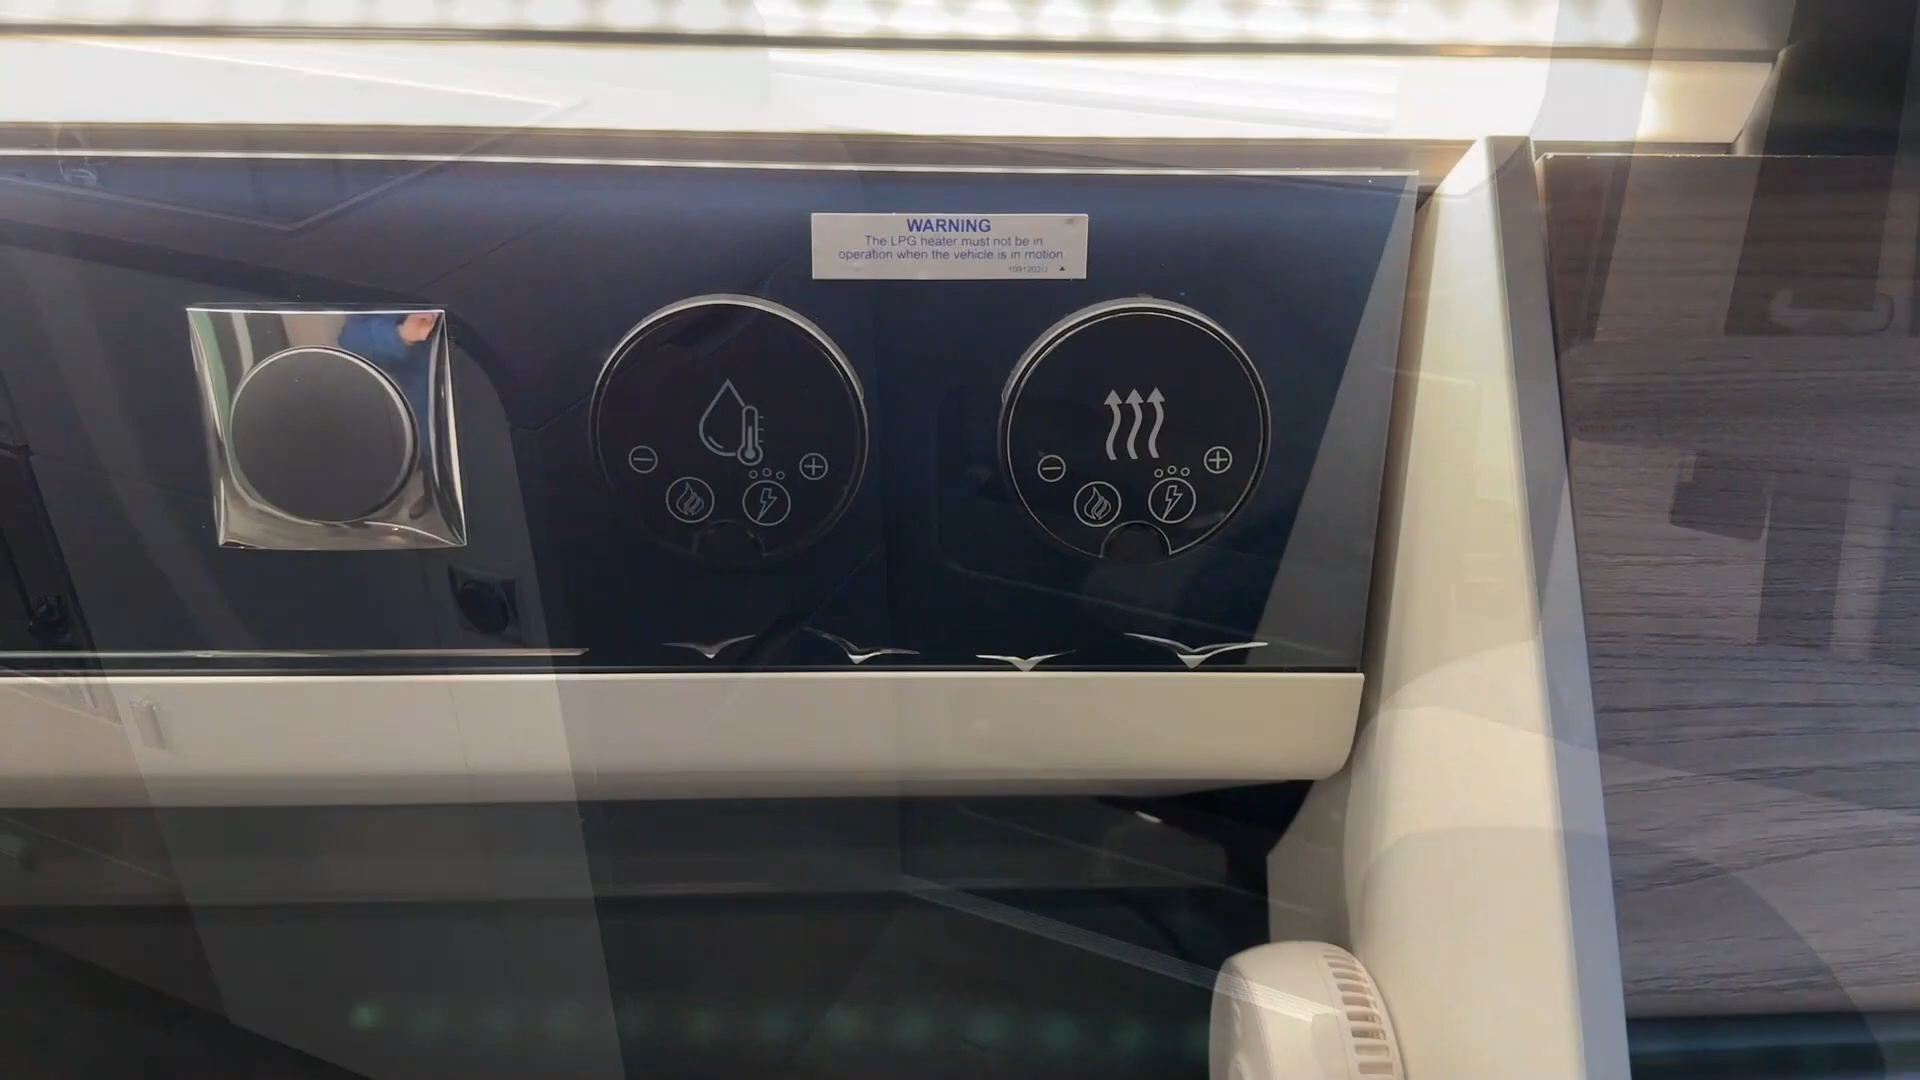 WARNING
The LPG heater must not be in
operation when the vehicle is in motion